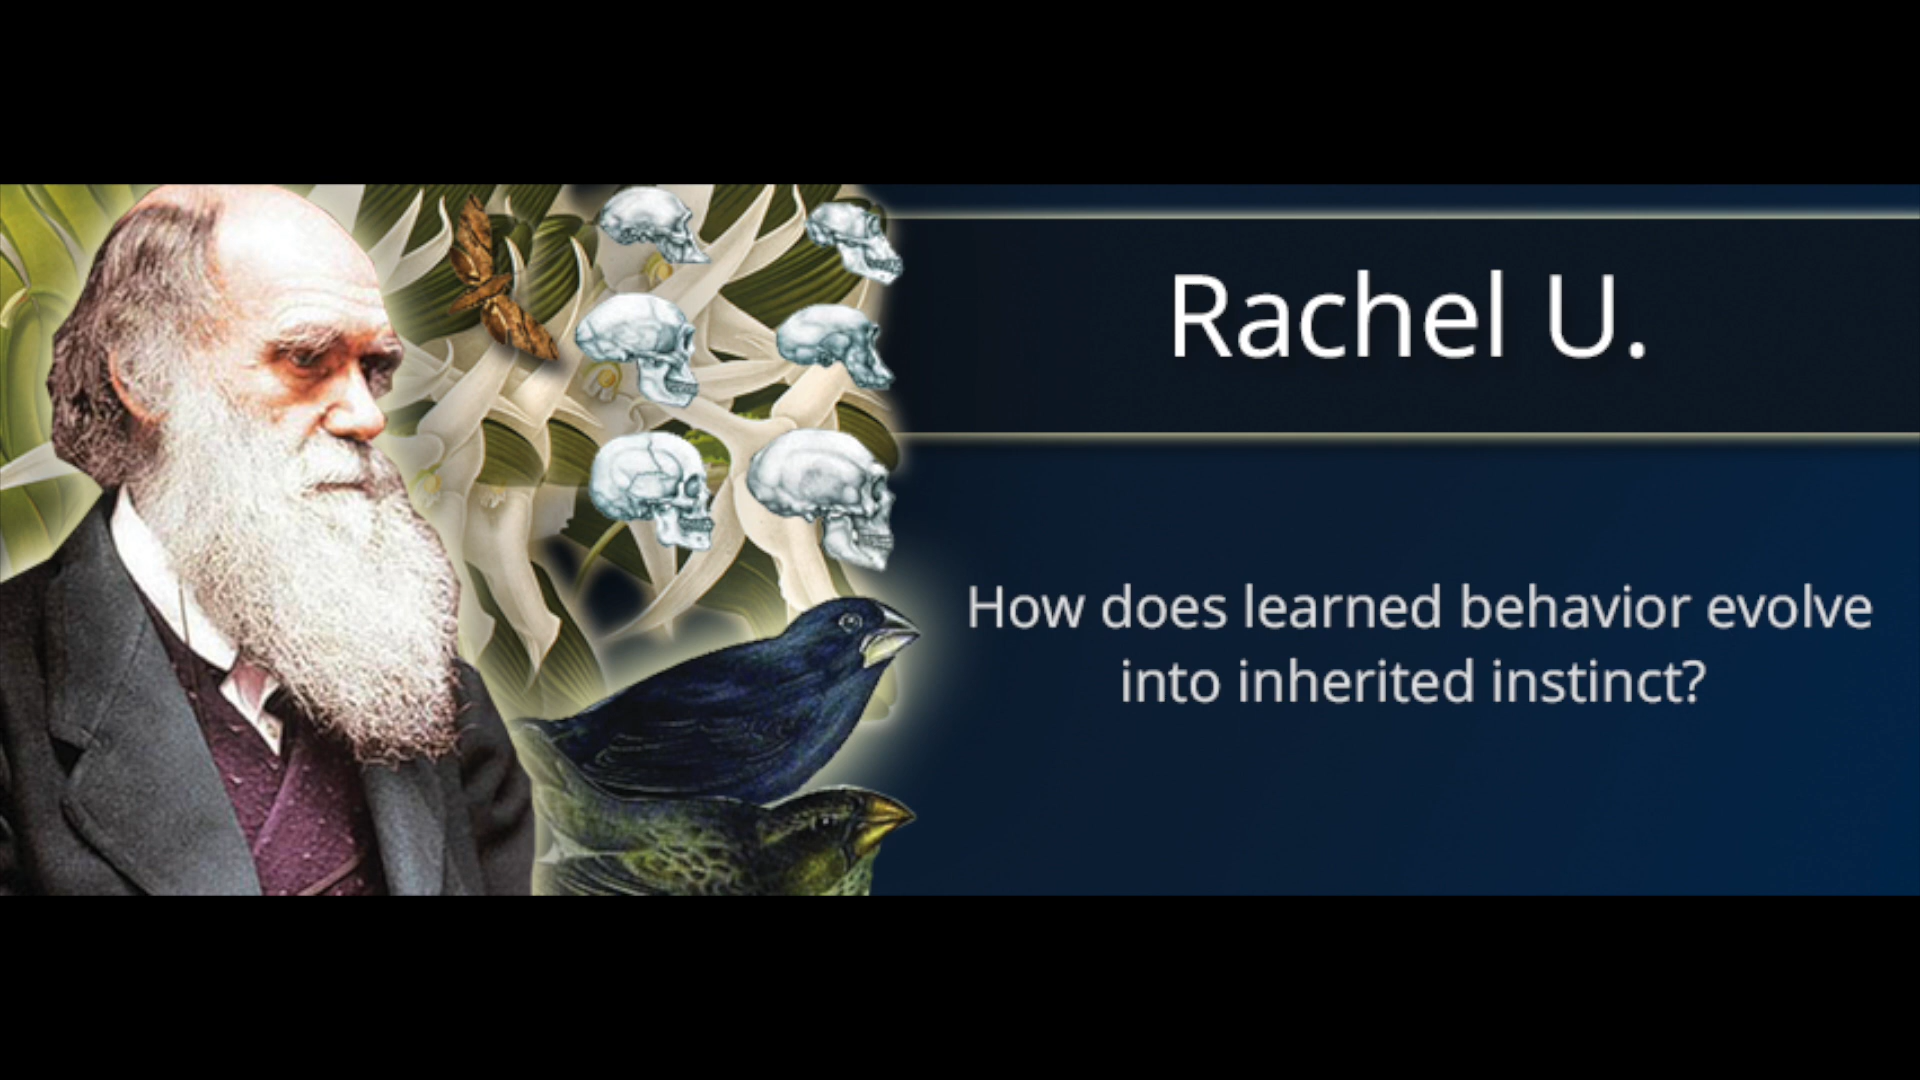 Rachel U.
How does learned behavior evolve
into inherited instinct?